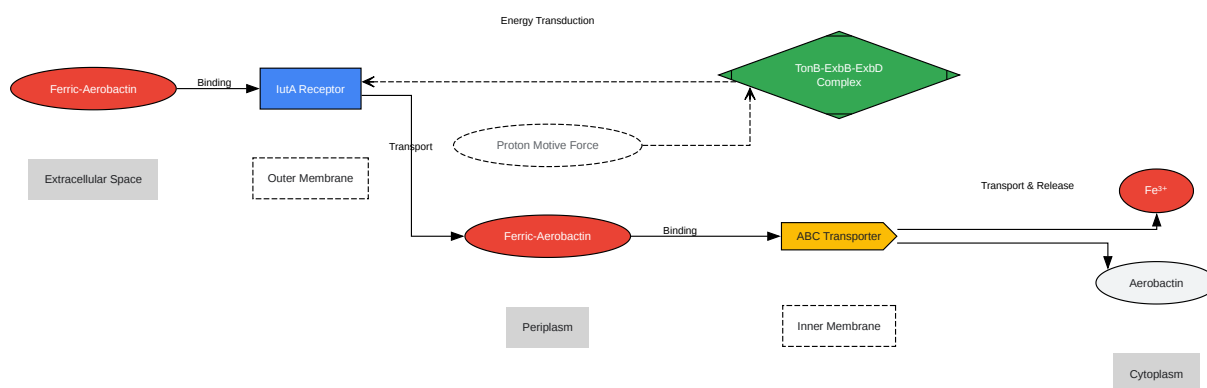 Energy Transduction
TonB-ExbB-ExbD
Complex
Ferric-Aerobactin
Binding
IutA Receptor
Transport
Proton Motive Force
Extracellular Space
Outer Membrane
Transport & Release
Fe³⁺
Ferric-Aerobactin
Binding
ABC Transporter
Aerobactin
Periplasm
Inner Membrane
Cytoplasm